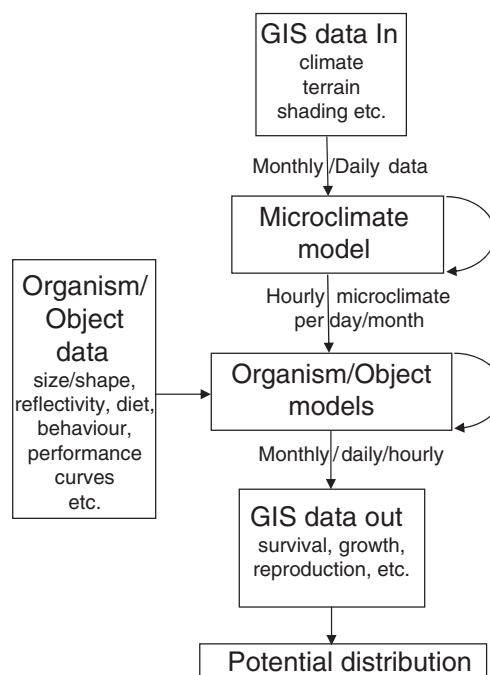 GIS data In
climate
terrain
shading etc.
Monthly/Daily data
Microclimate
model
Hourly microclimate
per day/month
Organism/
Object
data
size/shape,
reflectivity, diet,
behaviour,
performance
curves
etc.
Organism/Object
models
Monthly/daily/hourly
GIS data out
survival, growth,
reproduction, etc.
Potential distribution